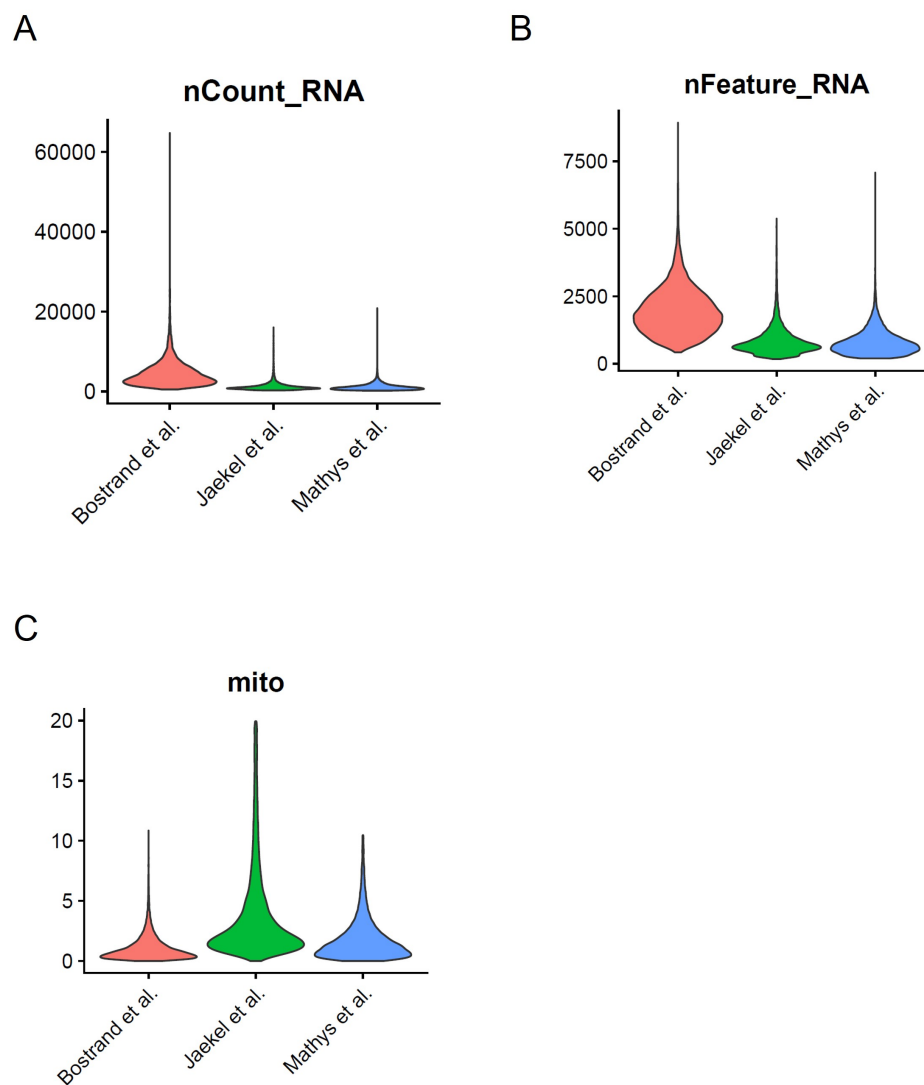 A
nCount_RNA
60000
40000
20000
0
Bostrand et al.
Jaekel et al.
Mathys et al.
B
nFeature_RNA
7500
5000
2500
0
Bostrand et al.
Jaekel et al.
Mathys et al.
C
mito
20
15
10
5
0
Bostrand et al.
Jaekel et al.
Mathys et al.